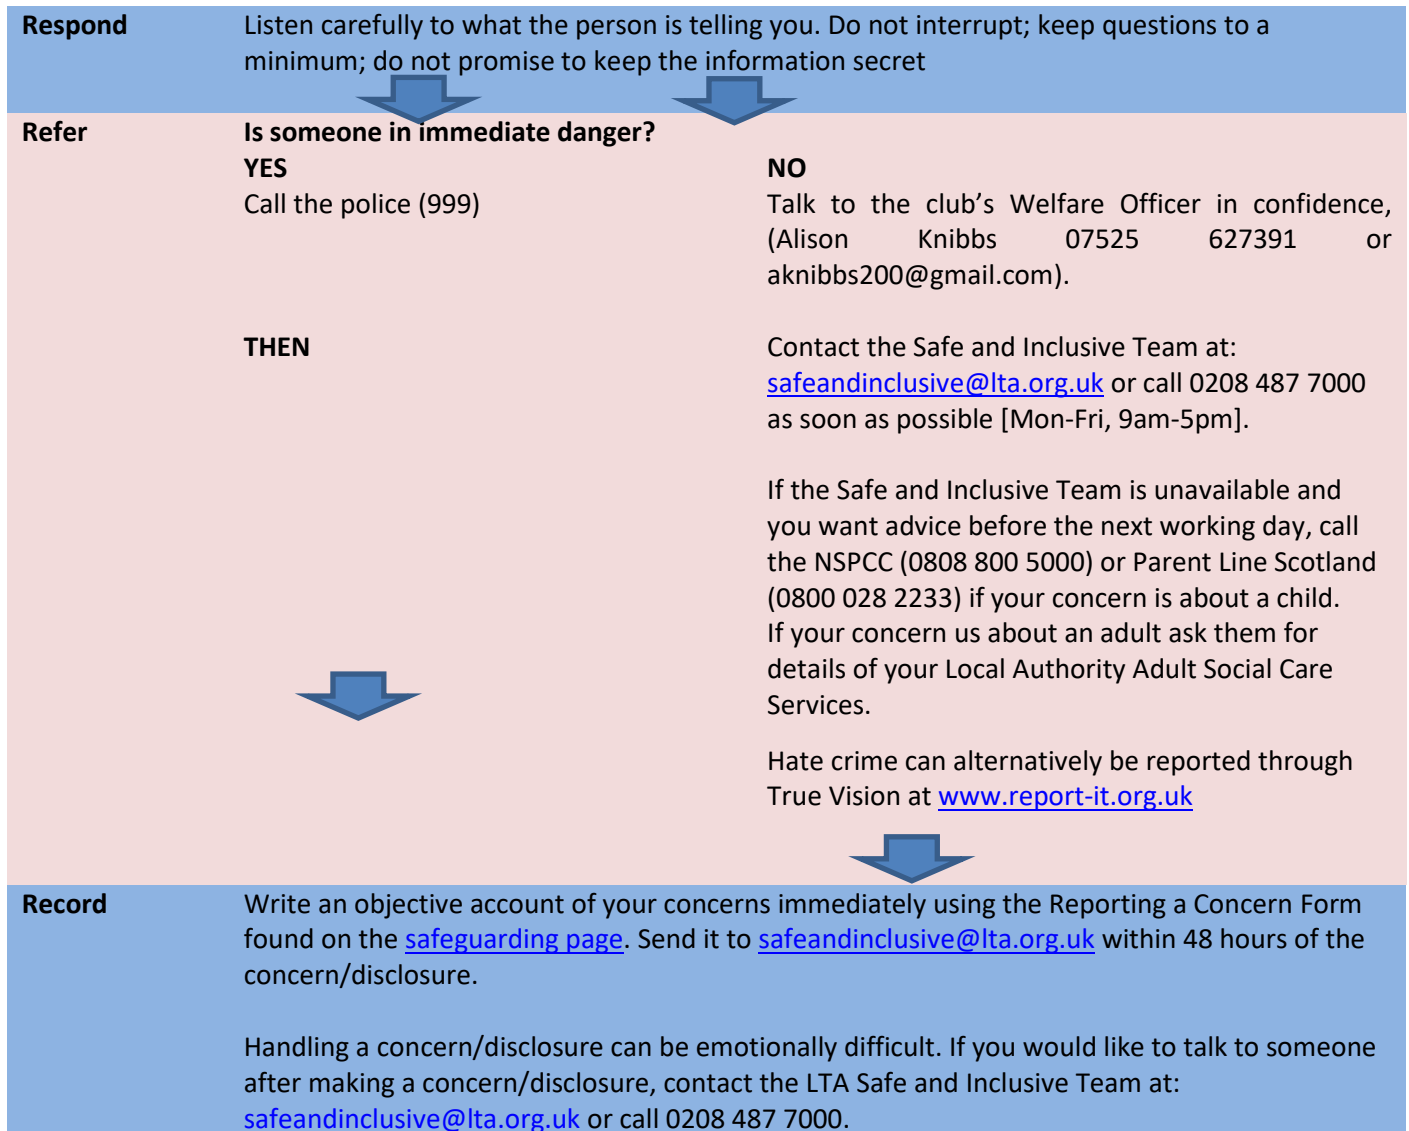 Respond
Listen carefully to what the person is telling you. Do not interrupt; keep questions to a
minimum; do not promise to keep the information secret
Refer
Is someone in immediate danger?
YES
Call the police (999)
NO
Talk to the club’s Welfare Officer in confidence,
(Alison Knibbs 07525 627391 or
aknibbs200@gmail.com).
THEN
Contact the Safe and Inclusive Team at:
safeandinclusive@lta.org.uk or call 0208 487 7000
as soon as possible [Mon-Fri, 9am-5pm].
If the Safe and Inclusive Team is unavailable and
you want advice before the next working day, call
the NSPCC (0808 800 5000) or Parent Line Scotland
(0800 028 2233) if your concern is about a child.
If your concern us about an adult ask them for
details of your Local Authority Adult Social Care
Services.
Hate crime can alternatively be reported through
True Vision at www.report-it.org.uk
Record
Write an objective account of your concerns immediately using the Reporting a Concern Form
found on the safeguarding page. Send it to safeandinclusive@lta.org.uk within 48 hours of the
concern/disclosure.
Handling a concern/disclosure can be emotionally difficult. If you would like to talk to someone
after making a concern/disclosure, contact the LTA Safe and Inclusive Team at:
safeandinclusive@lta.org.uk or call 0208 487 7000.